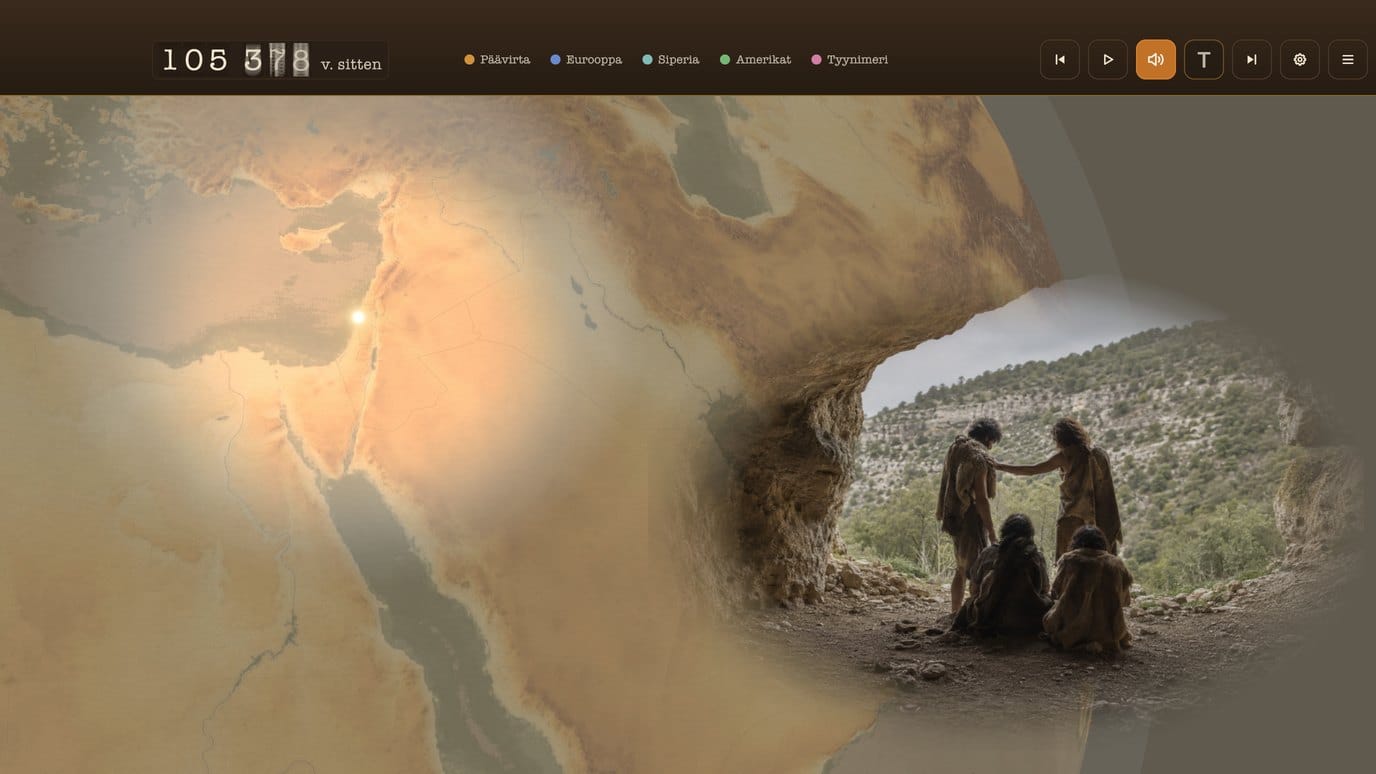 105 378 v. sitten
Päävirta
Eurooppa
Siperia
Amerikat
Tyynimeri
T